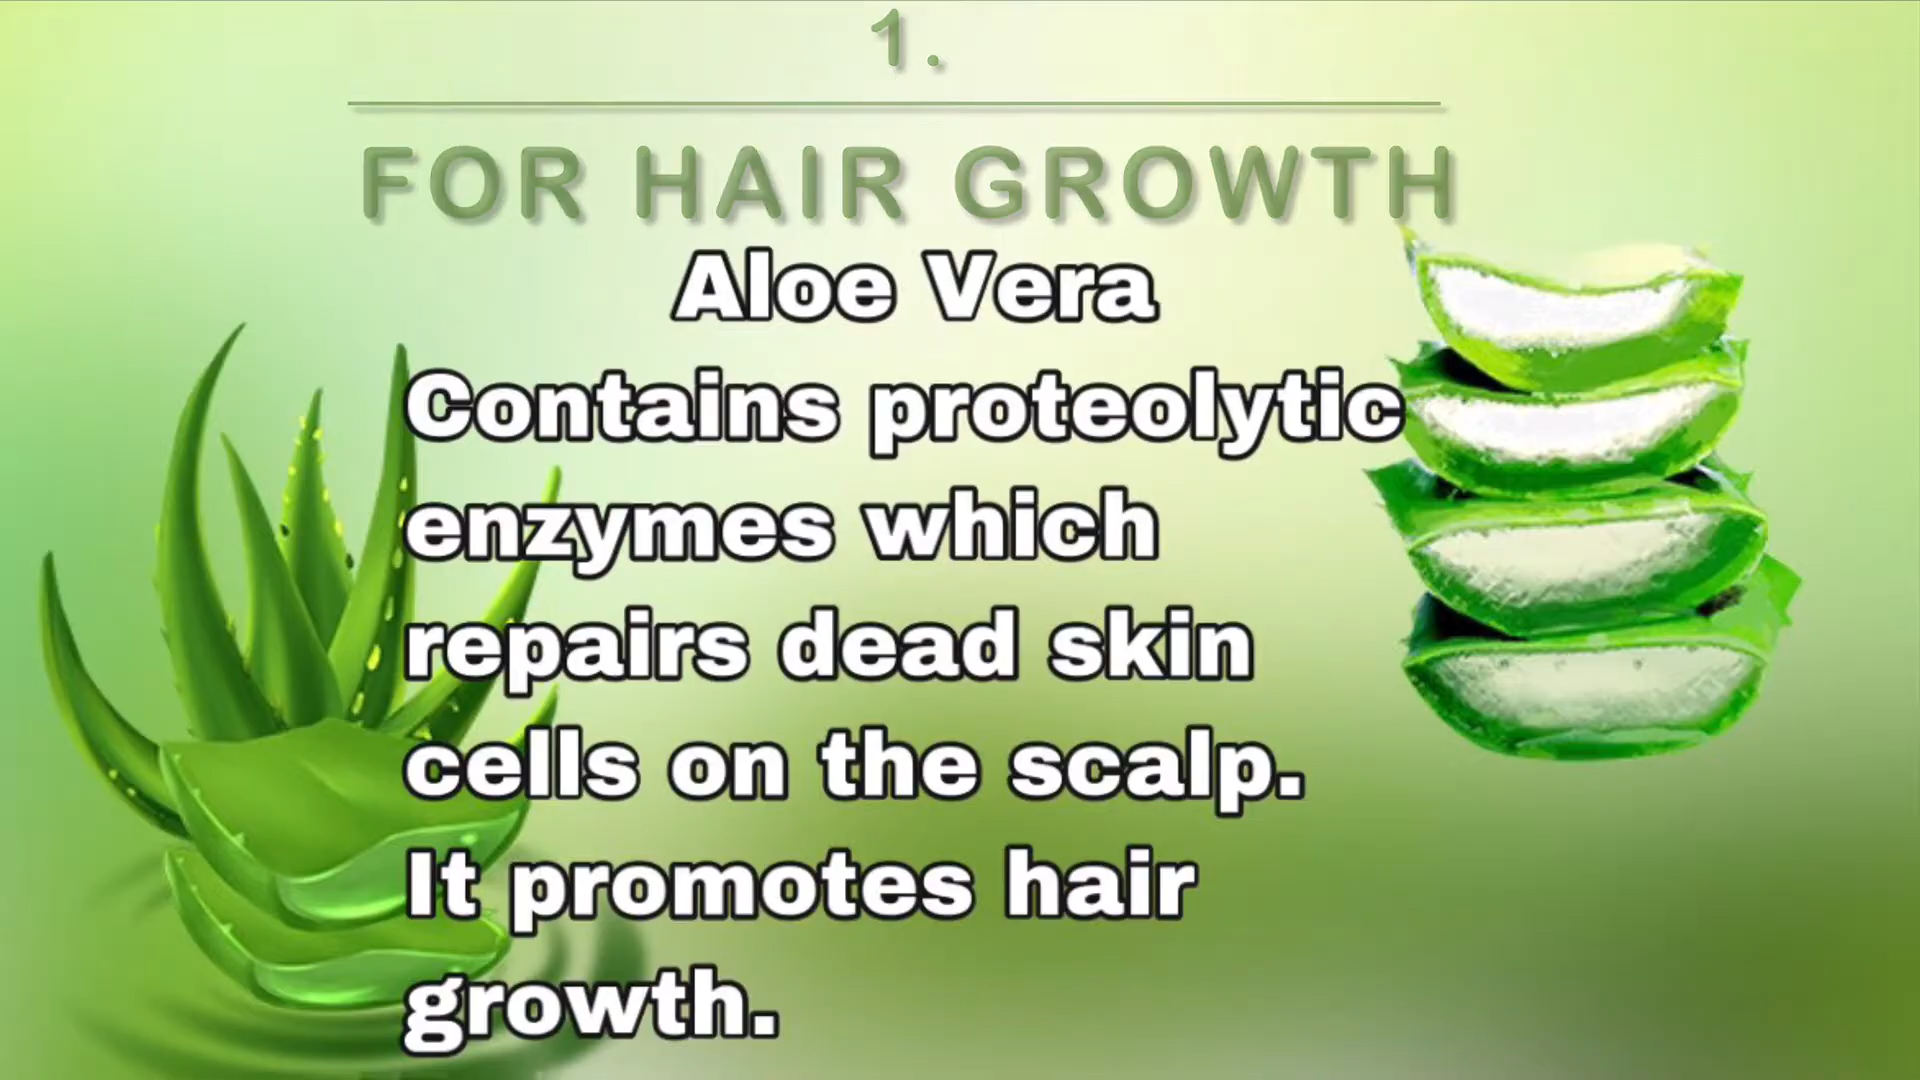 1.
FOR HAIR GROWTH
Aloe Vera
Contains proteolytic
enzymes which
repairs dead skin
cells on the scalp.
It promotes hair
growth.